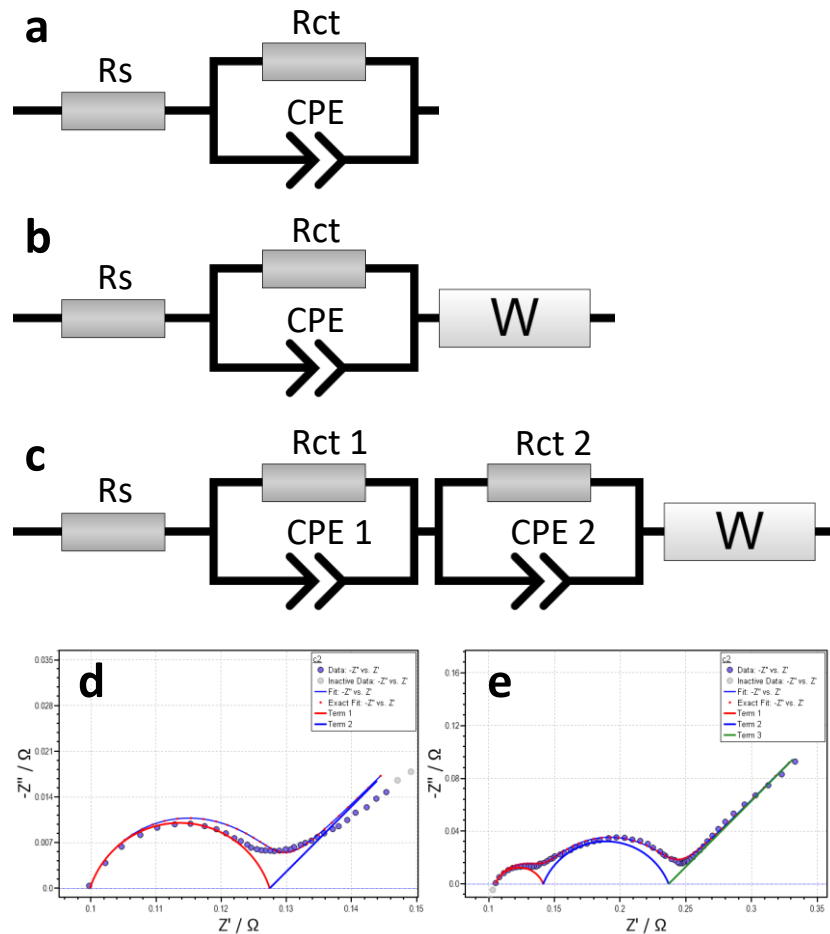 a
Rct
Rs
CPE
b
Rct
Rs
CPE
W
c
Rct 1
Rct 2
Rs
CPE 1
CPE 2
W
d
c2
Data: -Z'' vs. Z'
Inactive Data: -Z'' vs. Z'
Fit: -Z'' vs. Z'
Exact Fit: -Z'' vs. Z'
Term 1
Term 2
-Z'' / Ω
0.035
0.028
0.021
0.014
0.007
0.0
0.1
0.11
0.12
0.13
0.14
0.15
Z' / Ω
e
c2
Data: -Z'' vs. Z'
Inactive Data: -Z'' vs. Z'
Fit: -Z'' vs. Z'
Exact Fit: -Z'' vs. Z'
Term 1
Term 2
Term 3
-Z'' / Ω
0.16
0.12
0.08
0.04
0.0
0.1
0.15
0.2
0.25
0.3
0.35
Z' / Ω